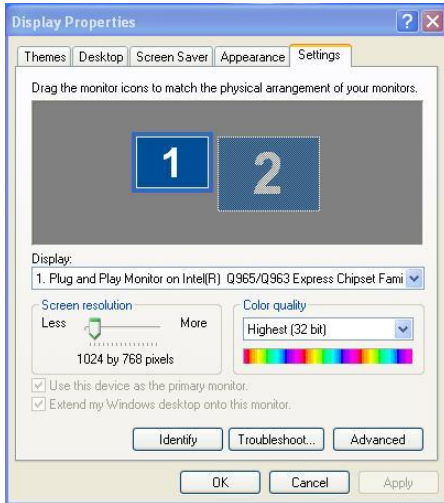 Display Properties
Themes Desktop Screen Saver Appearance Settings
Drag the monitor icons to match the physical arrangement of your monitors.
1
2
Display:
1. Plug and Play Monitor on Intel(R) Q965/Q963 Express Chipset Fami
Screen resolution
Less More
1024 by 768 pixels
Color quality
Highest (32 bit)
Use this device as the primary monitor.
Extend my Windows desktop onto this monitor.
Identify Troubleshoot... Advanced
OK Cancel Apply